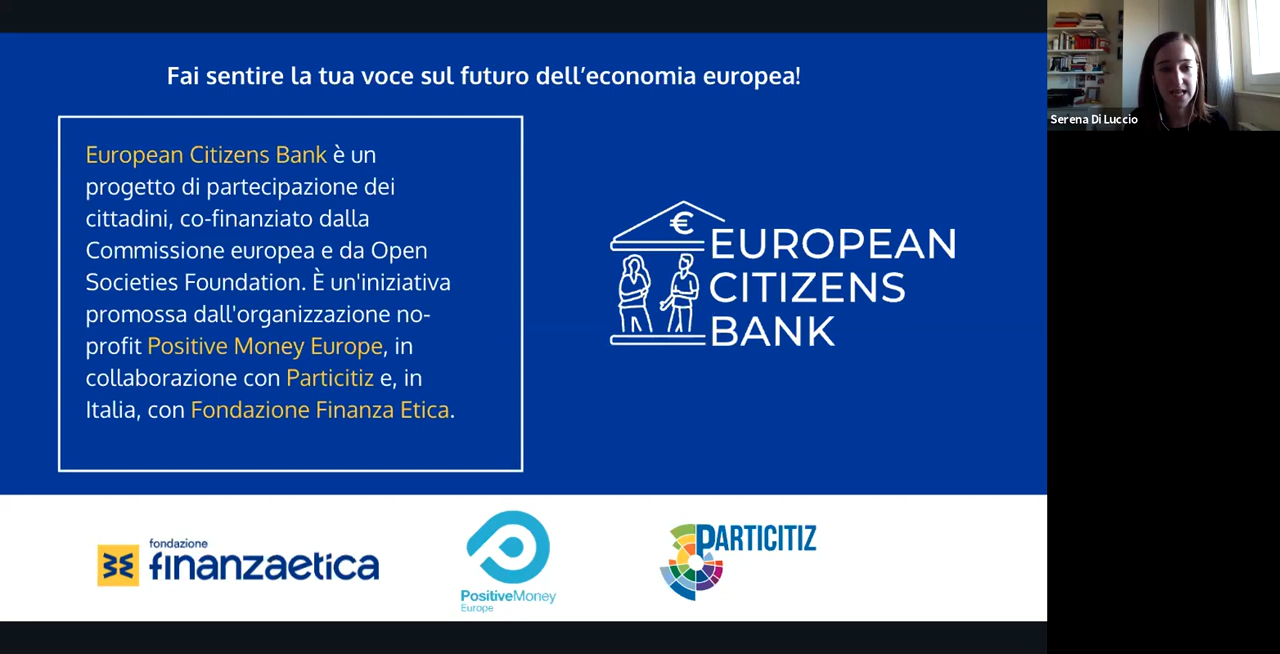 Fai sentire la tua voce sul futuro dell’economia europea!
European Citizens Bank è un
progetto di partecipazione dei
cittadini, co-finanziato dalla
Commissione europea e da Open
Societies Foundation. È un'iniziativa
promossa dall'organizzazione no-
profit Positive Money Europe, in
collaborazione con Particitiz e, in
Italia, con Fondazione Finanza Etica.
€
EUROPEAN
CITIZENS
BANK
fondazione
finanzaetica
PositiveMoney
Europe
PARTICITIZ
Serena Di Luccio